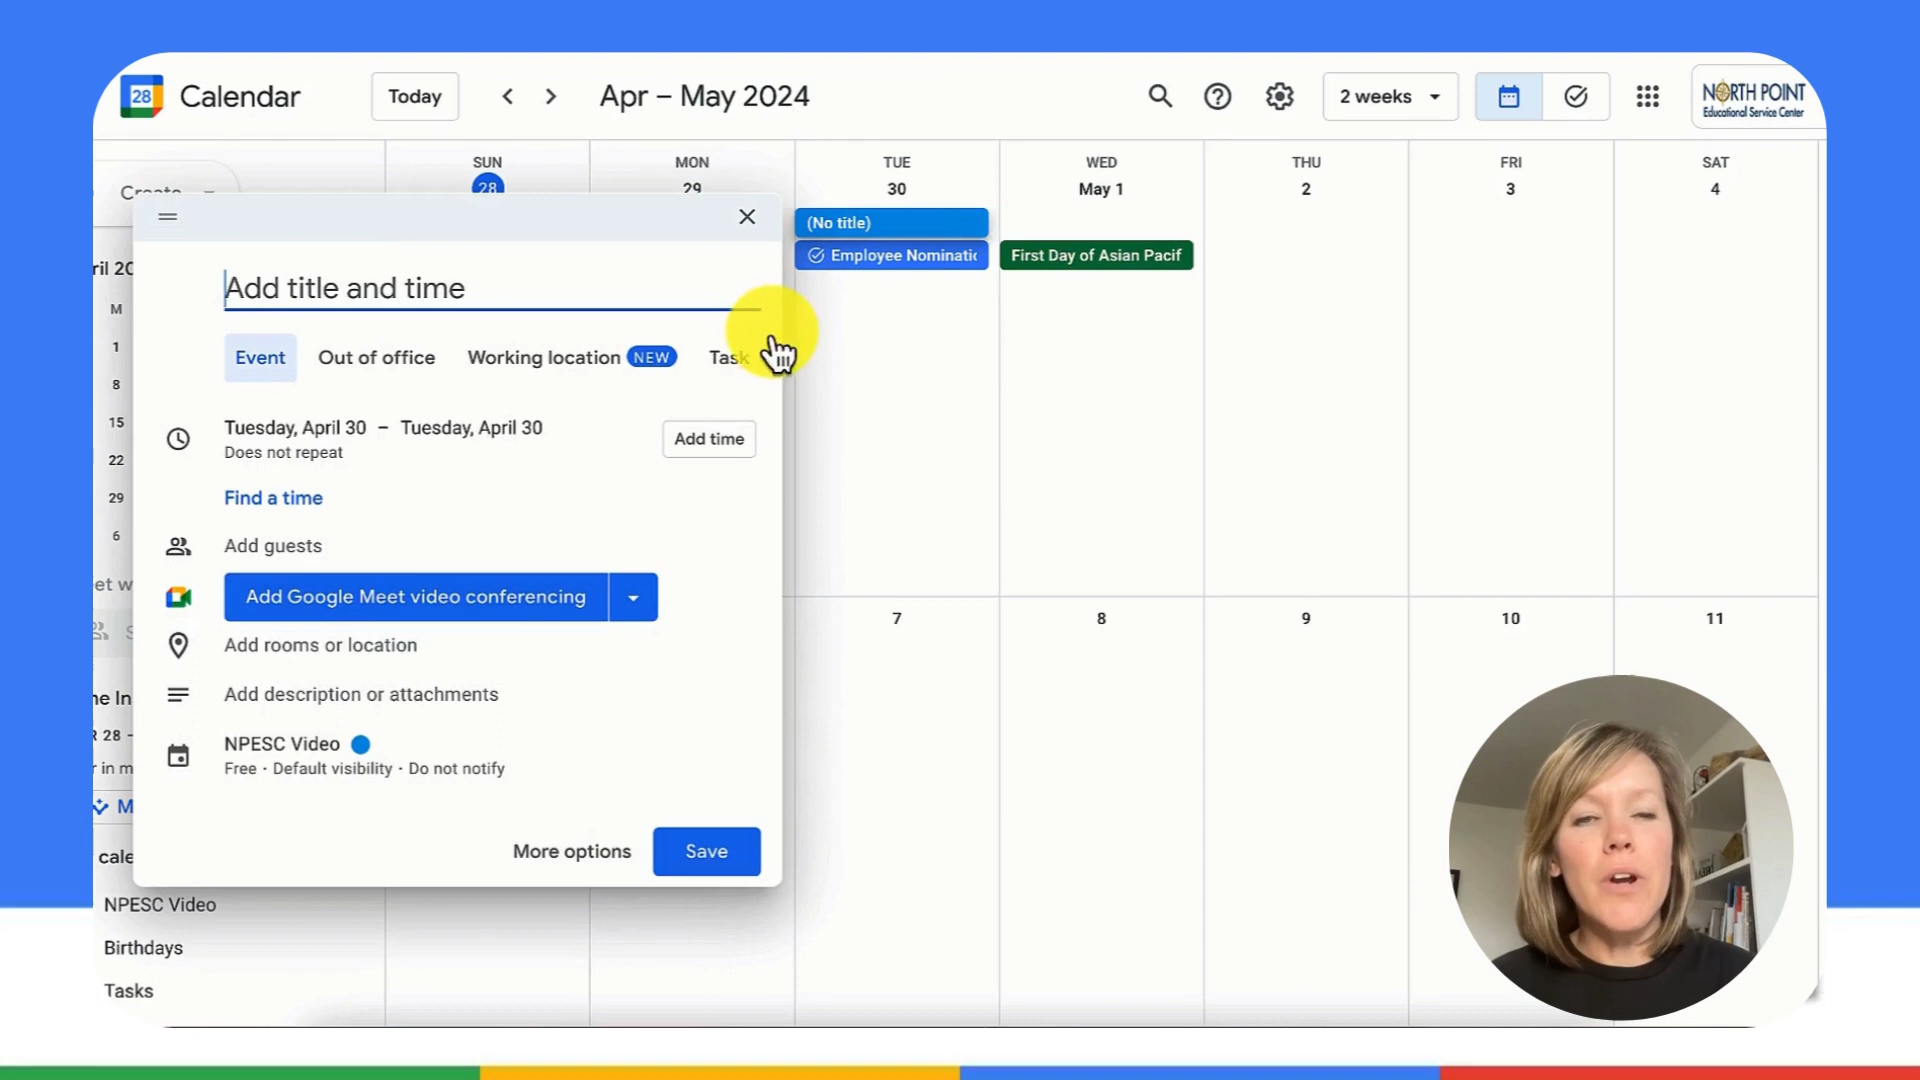 28 Calendar Today Apr – May 2024 2 weeks NORTH POINT
Educational Service Center
SUN MON TUE WED THU FRI SAT
28 29 30 May 1 2 3 4
Create
(No title)
Employee Nominatic First Day of Asian Pacif
Add title and time
M
1
8
15
22
29
6
Event Out of office Working location NEW Task
Tuesday, April 30 – Tuesday, April 30 Add time
Does not repeat
Find a time
Add guests
Add Google Meet video conferencing
7 8 9 10 11
Add rooms or location
Add description or attachments
NPESC Video
Free · Default visibility · Do not notify
More options Save
NPESC Video
Birthdays
Tasks